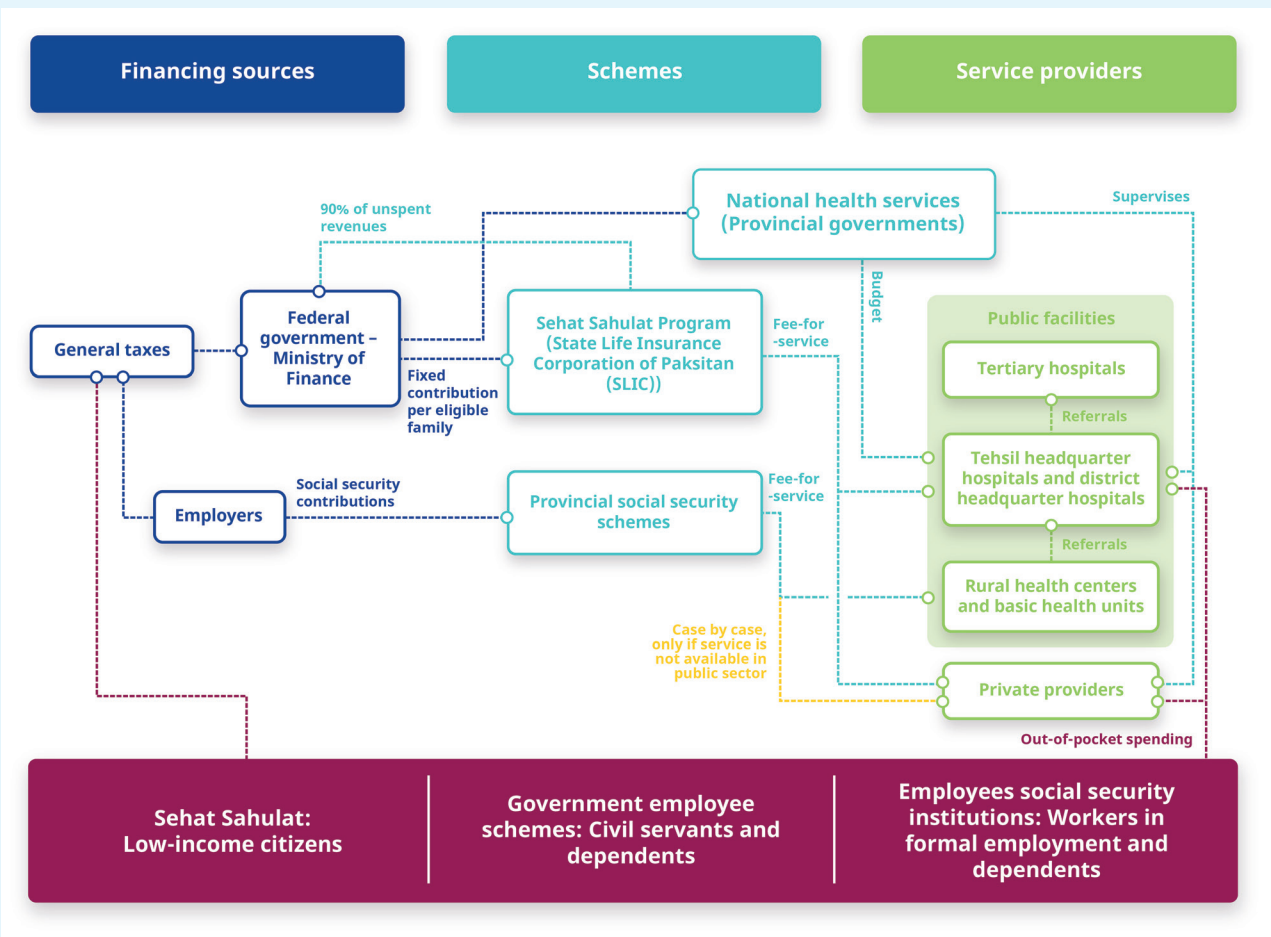 Financing sources
Schemes
Service providers
National health services
(Provincial governments)
Supervises
90% of unspent
revenues
Budget
Federal
government –
Ministry of
Finance
General taxes
Sehat Sahulat Program
(State Life Insurance
Corporation of Paksitan
(SLIC))
Fee-for
-service
Fixed
contribution
per eligible
family
Public facilities
Tertiary hospitals
Referrals
Tehsil headquarter
hospitals and district
headquarter hospitals
Referrals
Rural health centers
and basic health units
Employers
Social security
contributions
Provincial social security
schemes
Fee-for
-service
Case by case,
only if service is
not available in
public sector
Private providers
Out-of-pocket spending
Sehat Sahulat:
Low-income citizens
Government employee
schemes: Civil servants and
dependents
Employees social security
institutions: Workers in
formal employment and
dependents